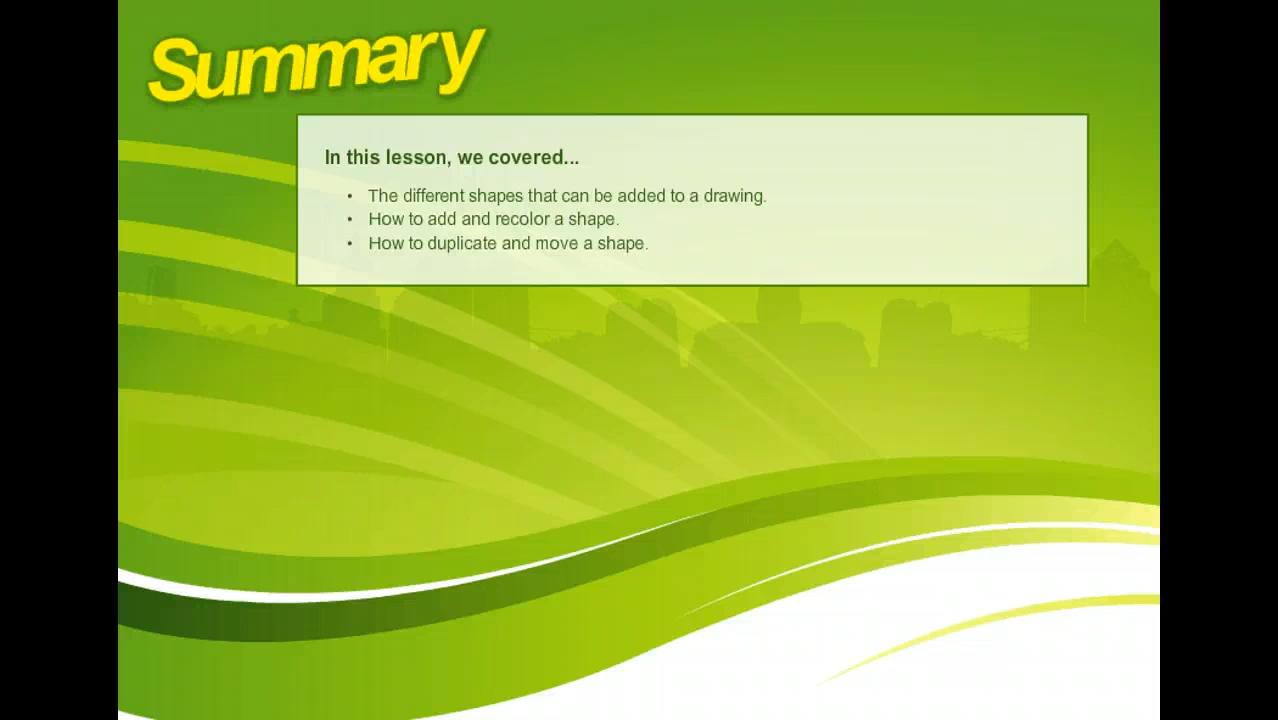 Summary
In this lesson, we covered...
• The different shapes that can be added to a drawing.
• How to add and recolor a shape.
• How to duplicate and move a shape.